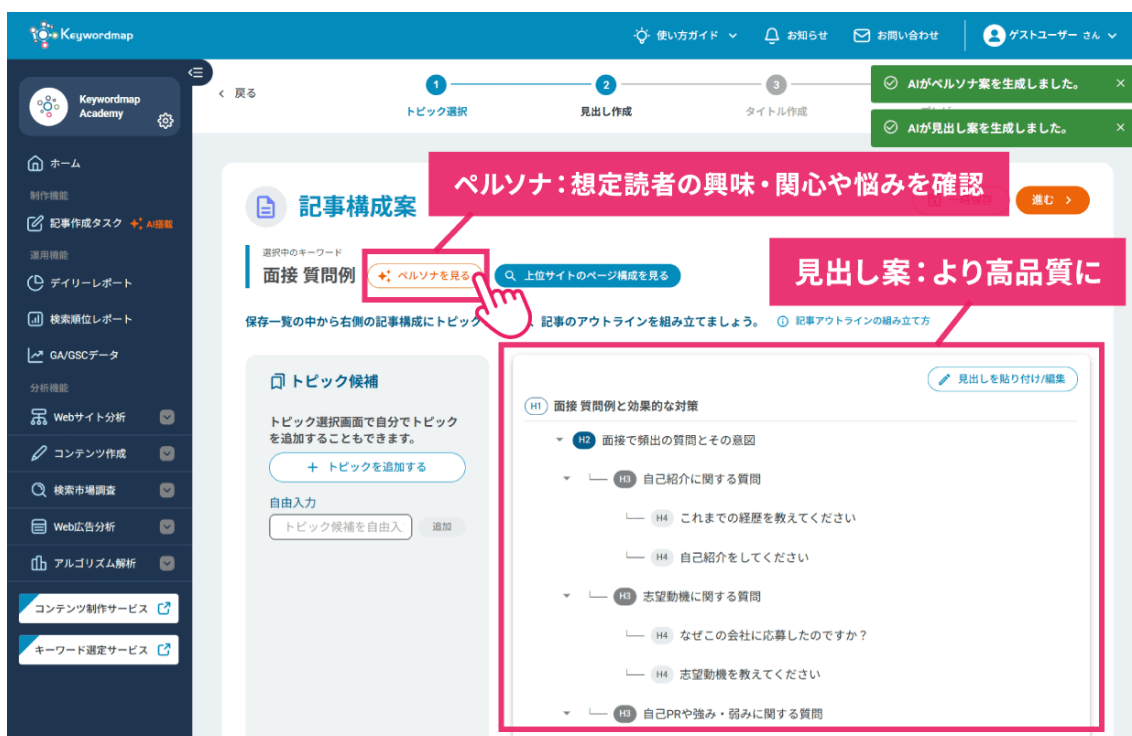 Keywordmap
使い方ガイド
お知らせ
お問い合わせ
ゲストユーザー さん
Keywordmap
Academy
戻る
1
トピック選択
2
見出し作成
3
タイトル作成
AIがペルソナ案を生成しました。
AIが見出し案を生成しました。
ホーム
制作機能
記事作成タスク AI搭載
運用機能
デイリーレポート
検索順位レポート
GA/GSCデータ
分析機能
Webサイト分析
コンテンツ作成
検索市場調査
Web広告分析
アルゴリズム解析
コンテンツ制作サービス
キーワード選定サービス
ペルソナ：想定読者の興味・関心や悩みを確認
記事構成案
進む
選択中のキーワード
面接 質問例
ペルソナを見る
上位サイトのページ構成を見る
見出し案：より高品質に
保存一覧の中から右側の記事構成にトピック
記事のアウトラインを組み立てましょう。
記事アウトラインの組み立て方
トピック候補
トピック選択画面で自分でトピック
を追加することもできます。
＋ トピックを追加する
自由入力
トピック候補を自由入
追加
見出しを貼り付け/編集
H1 面接 質問例と効果的な対策
H2 面接で頻出の質問とその意図
H3 自己紹介に関する質問
H4 これまでの経歴を教えてください
H4 自己紹介をしてください
H3 志望動機に関する質問
H4 なぜこの会社に応募したのですか？
H4 志望動機を教えてください
H3 自己PRや強み・弱みに関する質問